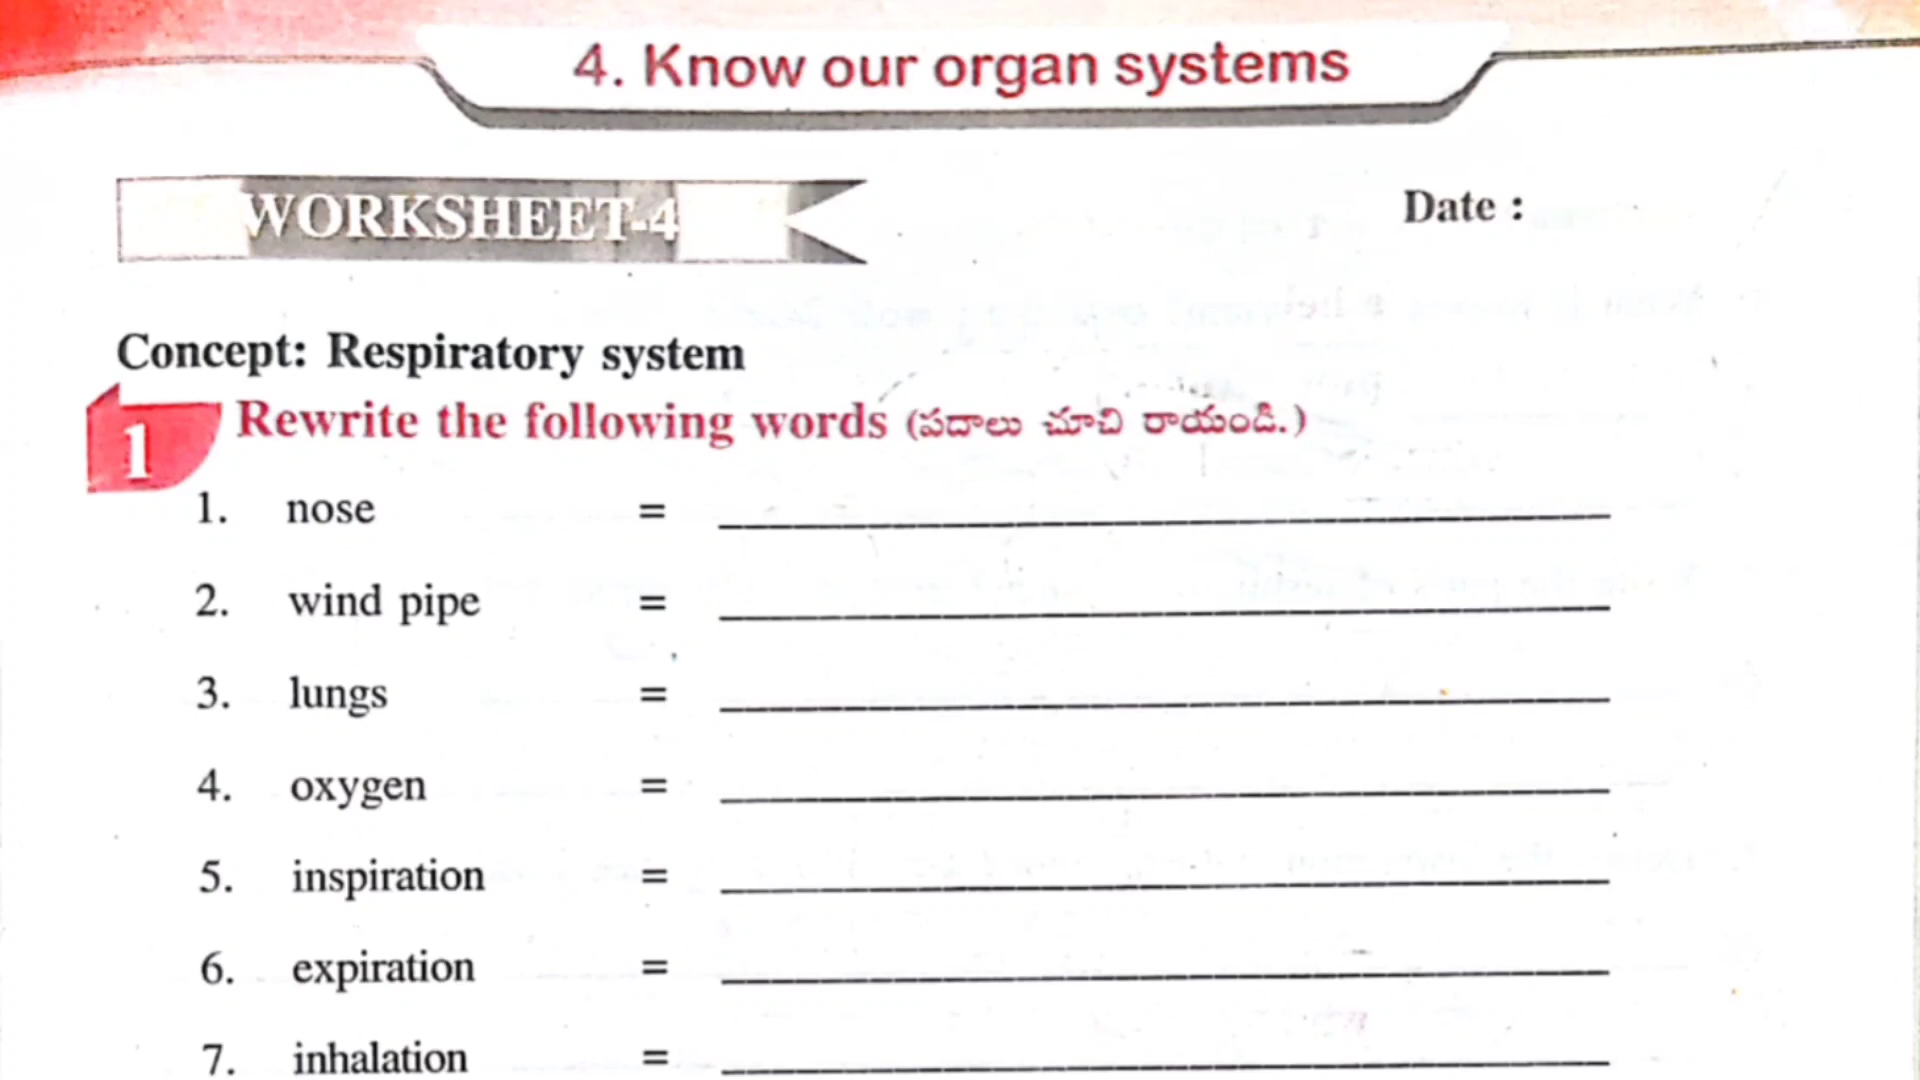 4. Know our organ systems
WORKSHEET-4
Date :
Concept: Respiratory system
1 Rewrite the following words (పదాలు చూచి రాయండి.)
1. nose =
2. wind pipe =
3. lungs =
4. oxygen =
5. inspiration =
6. expiration =
7. inhalation =